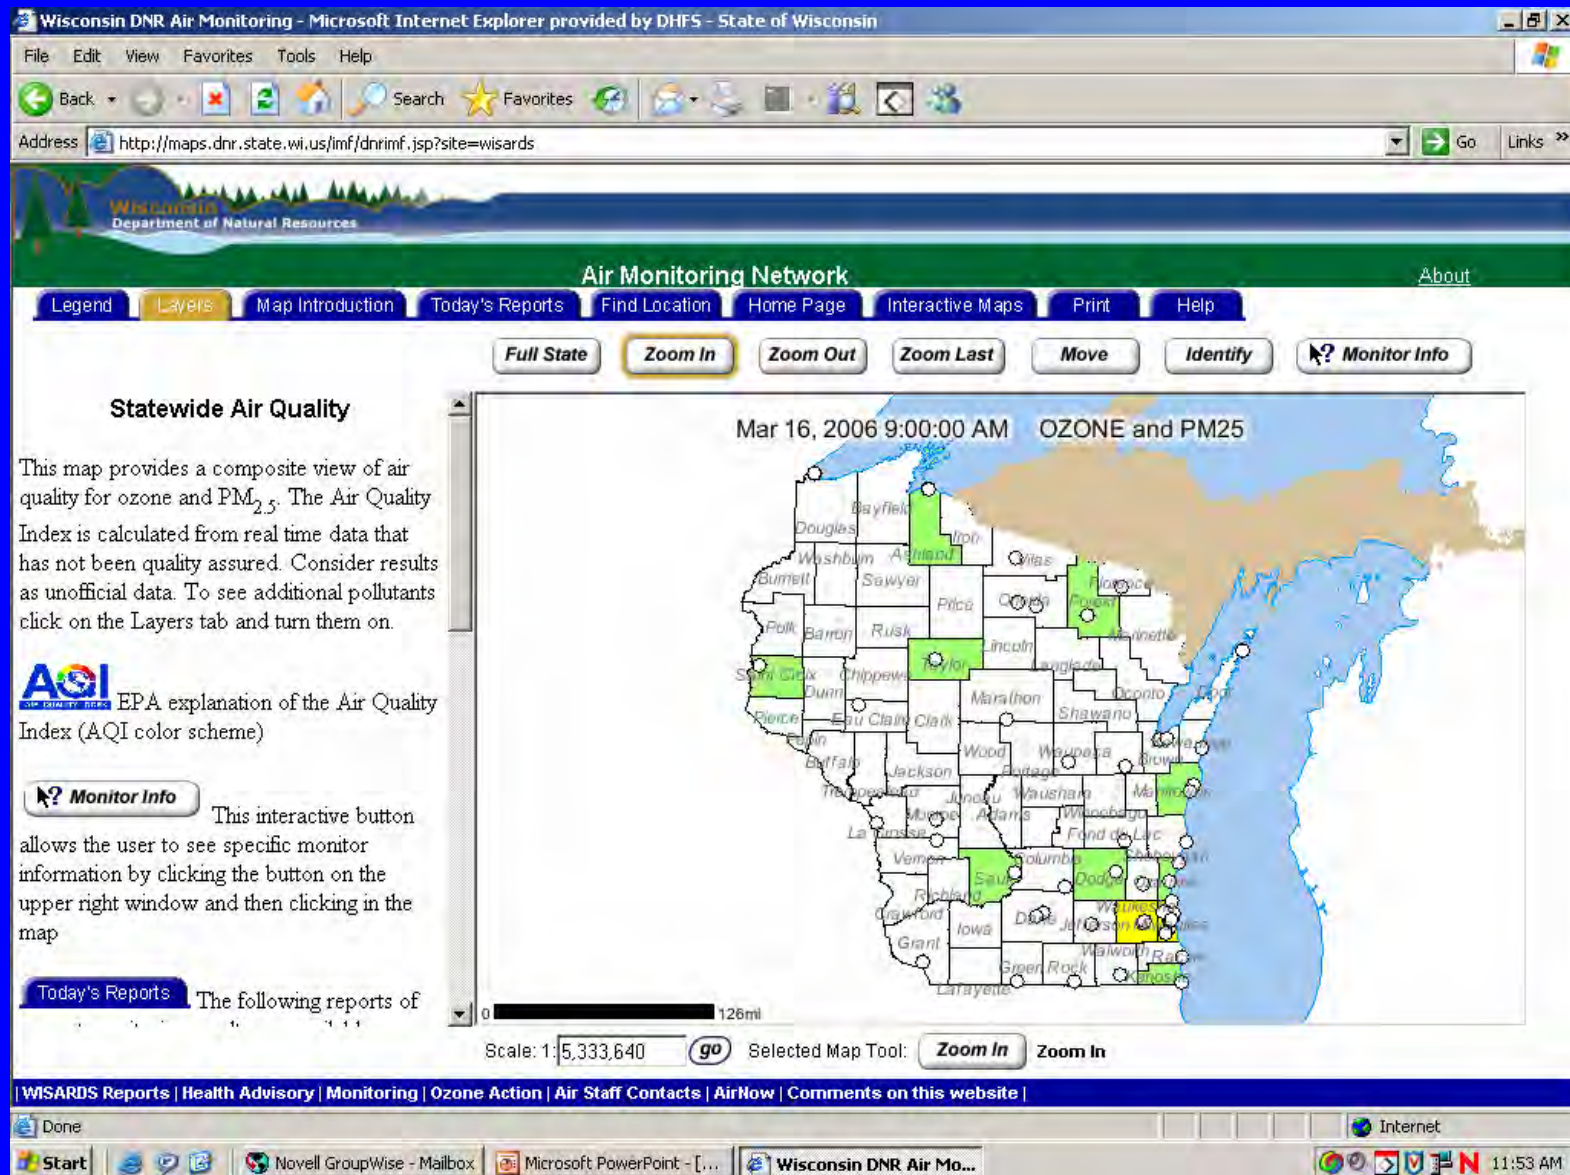 Wisconsin DNR Air Monitoring - Microsoft Internet Explorer provided by DHFS - State of Wisconsin
File Edit View Favorites Tools Help
Back Search Favorites
Address http://maps.dnr.state.wi.us/imf/dnrimf.jsp?site=wisards Go Links »
Wisconsin
Department of Natural Resources
Air Monitoring Network About
Legend Layers Map Introduction Today's Reports Find Location Home Page Interactive Maps Print Help
Full State Zoom In Zoom Out Zoom Last Move Identify Monitor Info
Statewide Air Quality
This map provides a composite view of air
quality for ozone and PM2.5. The Air Quality
Index is calculated from real time data that
has not been quality assured. Consider results
as unofficial data. To see additional pollutants
click on the Layers tab and turn them on.
AQI EPA explanation of the Air Quality
AIR QUALITY INDEX
Index (AQI color scheme)
Monitor Info This interactive button
allows the user to see specific monitor
information by clicking the button on the
upper right window and then clicking in the
map
Today's Reports The following reports of
Mar 16, 2006 9:00:00 AM OZONE and PM25
Bayfield
Douglas
Iron
Washburn Ashland
Vilas
Burnett Sawyer
Florence
Price Oneida Forest
Polk Barron Rusk
Marinette
Lincoln
Taylor Langlade
Saint Croix Chippewa
Dunn Marathon Oconto Door
Pierce Eau Claire Clark Shawano
Pepin
Wood Waupaca Kewaunee
Buffalo Brown
Jackson Portage
Trempealeau Juneau Waushara Manitowoc
Monroe Adams Winnebago
La Crosse Fond du Lac
Vernon Columbia Sheboygan
Sauk Dodge Ozaukee
Richland
Crawford Waukesha
Iowa Dane Jefferson Milwaukee
Grant Walworth Racine
Green Rock Kenosha
Lafayette
0 126mi
Scale: 1: 5,333,640 go Selected Map Tool: Zoom In Zoom In
| WISARDS Reports | Health Advisory | Monitoring | Ozone Action | Air Staff Contacts | AirNow | Comments on this website |
Done Internet
Start Novell GroupWise - Mailbox Microsoft PowerPoint - [... Wisconsin DNR Air Mo... 11:53 AM